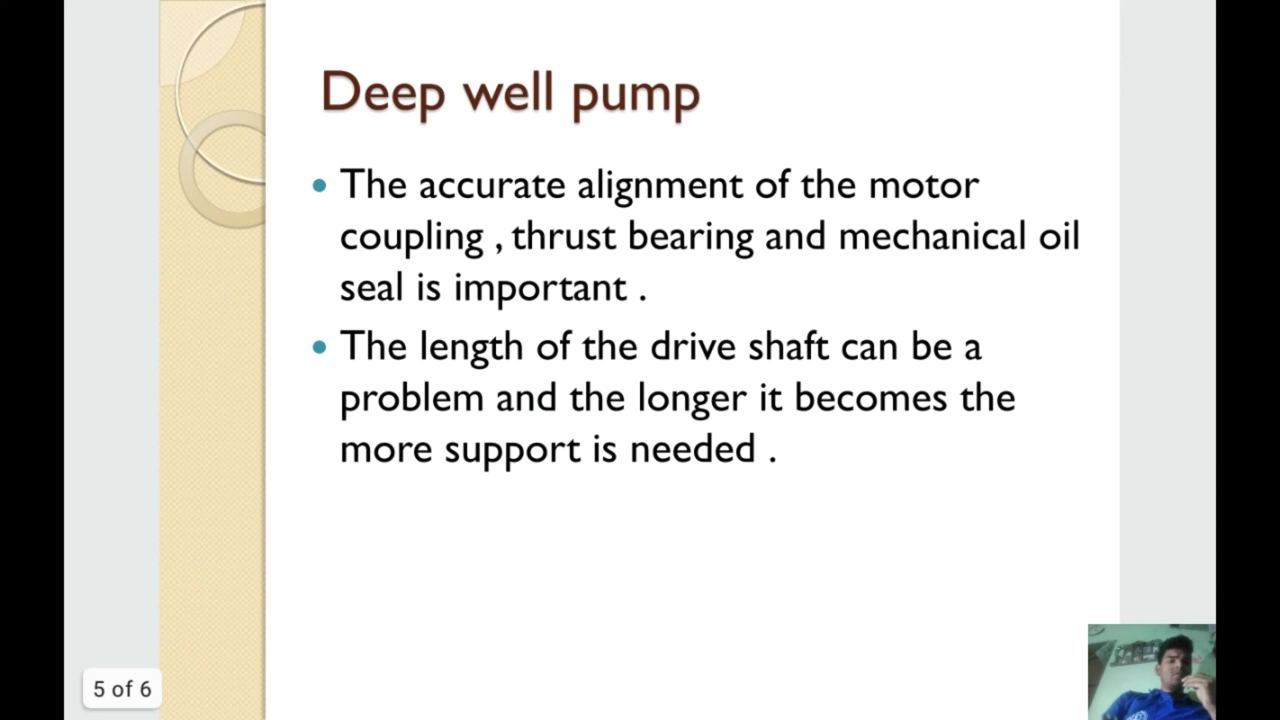 Deep well pump
• The accurate alignment of the motor
coupling , thrust bearing and mechanical oil
seal is important .
• The length of the drive shaft can be a
problem and the longer it becomes the
more support is needed .
5 of 6